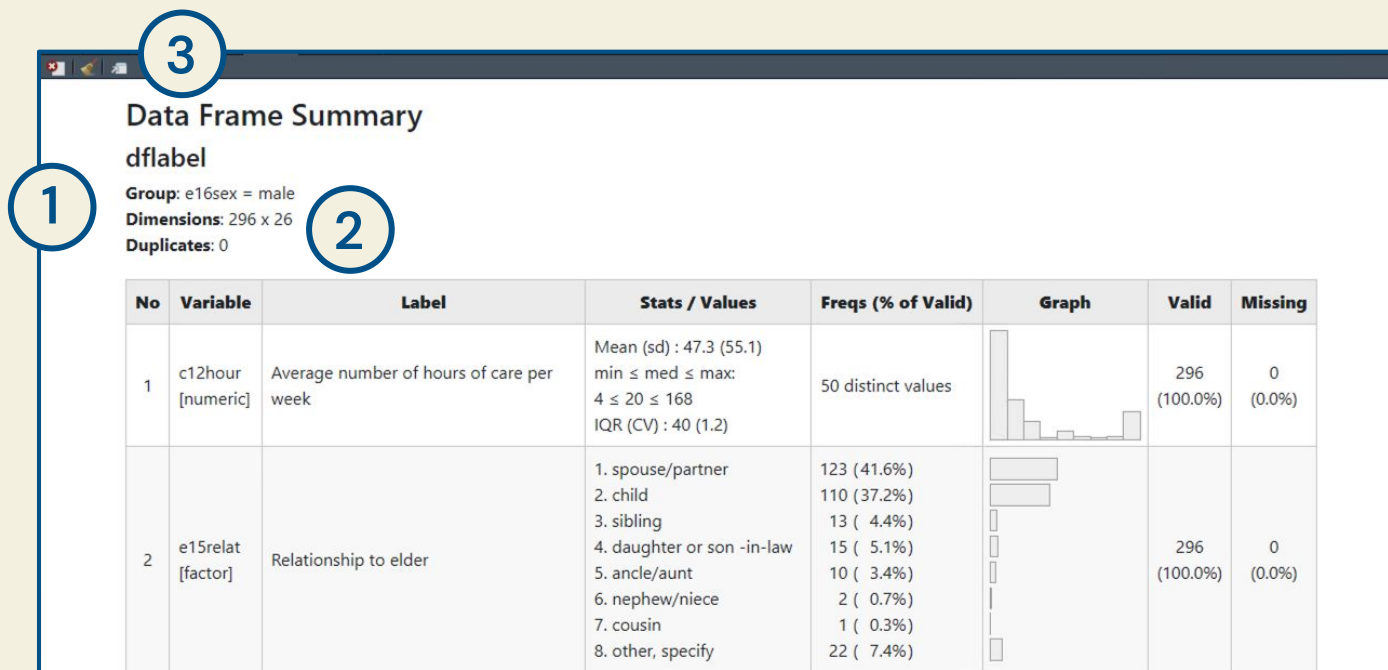 3
Data Frame Summary
dflabel
1
Group: e16sex = male
Dimensions: 296 x 26
Duplicates: 0
2
No Variable Label Stats / Values Freqs (% of Valid) Graph Valid Missing
1
c12hour
[numeric]
Average number of hours of care per
week
Mean (sd) : 47.3 (55.1)
min ≤ med ≤ max:
4 ≤ 20 ≤ 168
IQR (CV) : 40 (1.2)
50 distinct values
296
(100.0%)
0
(0.0%)
2
e15relat
[factor]
Relationship to elder
1. spouse/partner
2. child
3. sibling
4. daughter or son -in-law
5. ancle/aunt
6. nephew/niece
7. cousin
8. other, specify
123 (41.6%)
110 (37.2%)
13 ( 4.4%)
15 ( 5.1%)
10 ( 3.4%)
2 ( 0.7%)
1 ( 0.3%)
22 ( 7.4%)
296
(100.0%)
0
(0.0%)